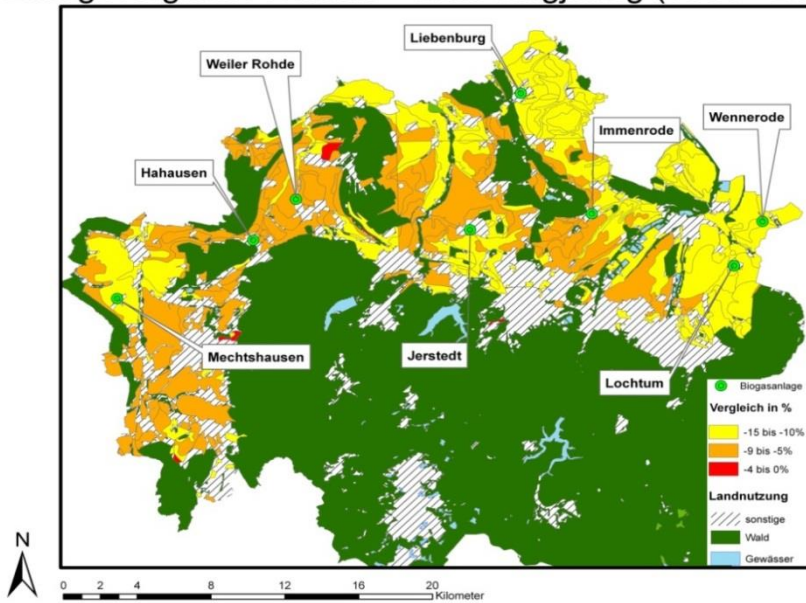 Liebenburg
Weiler Rohde
Immenrode
Wennerode
Hahausen
Mechtshausen
Jerstedt
Lochtum
Biogasanlage
Vergleich in %
-15 bis -10%
-9 bis -5%
-4 bis 0%
Landnutzung
sonstige
Wald
Gewässer
N
0 2 4 8 12 16 20
Kilometer